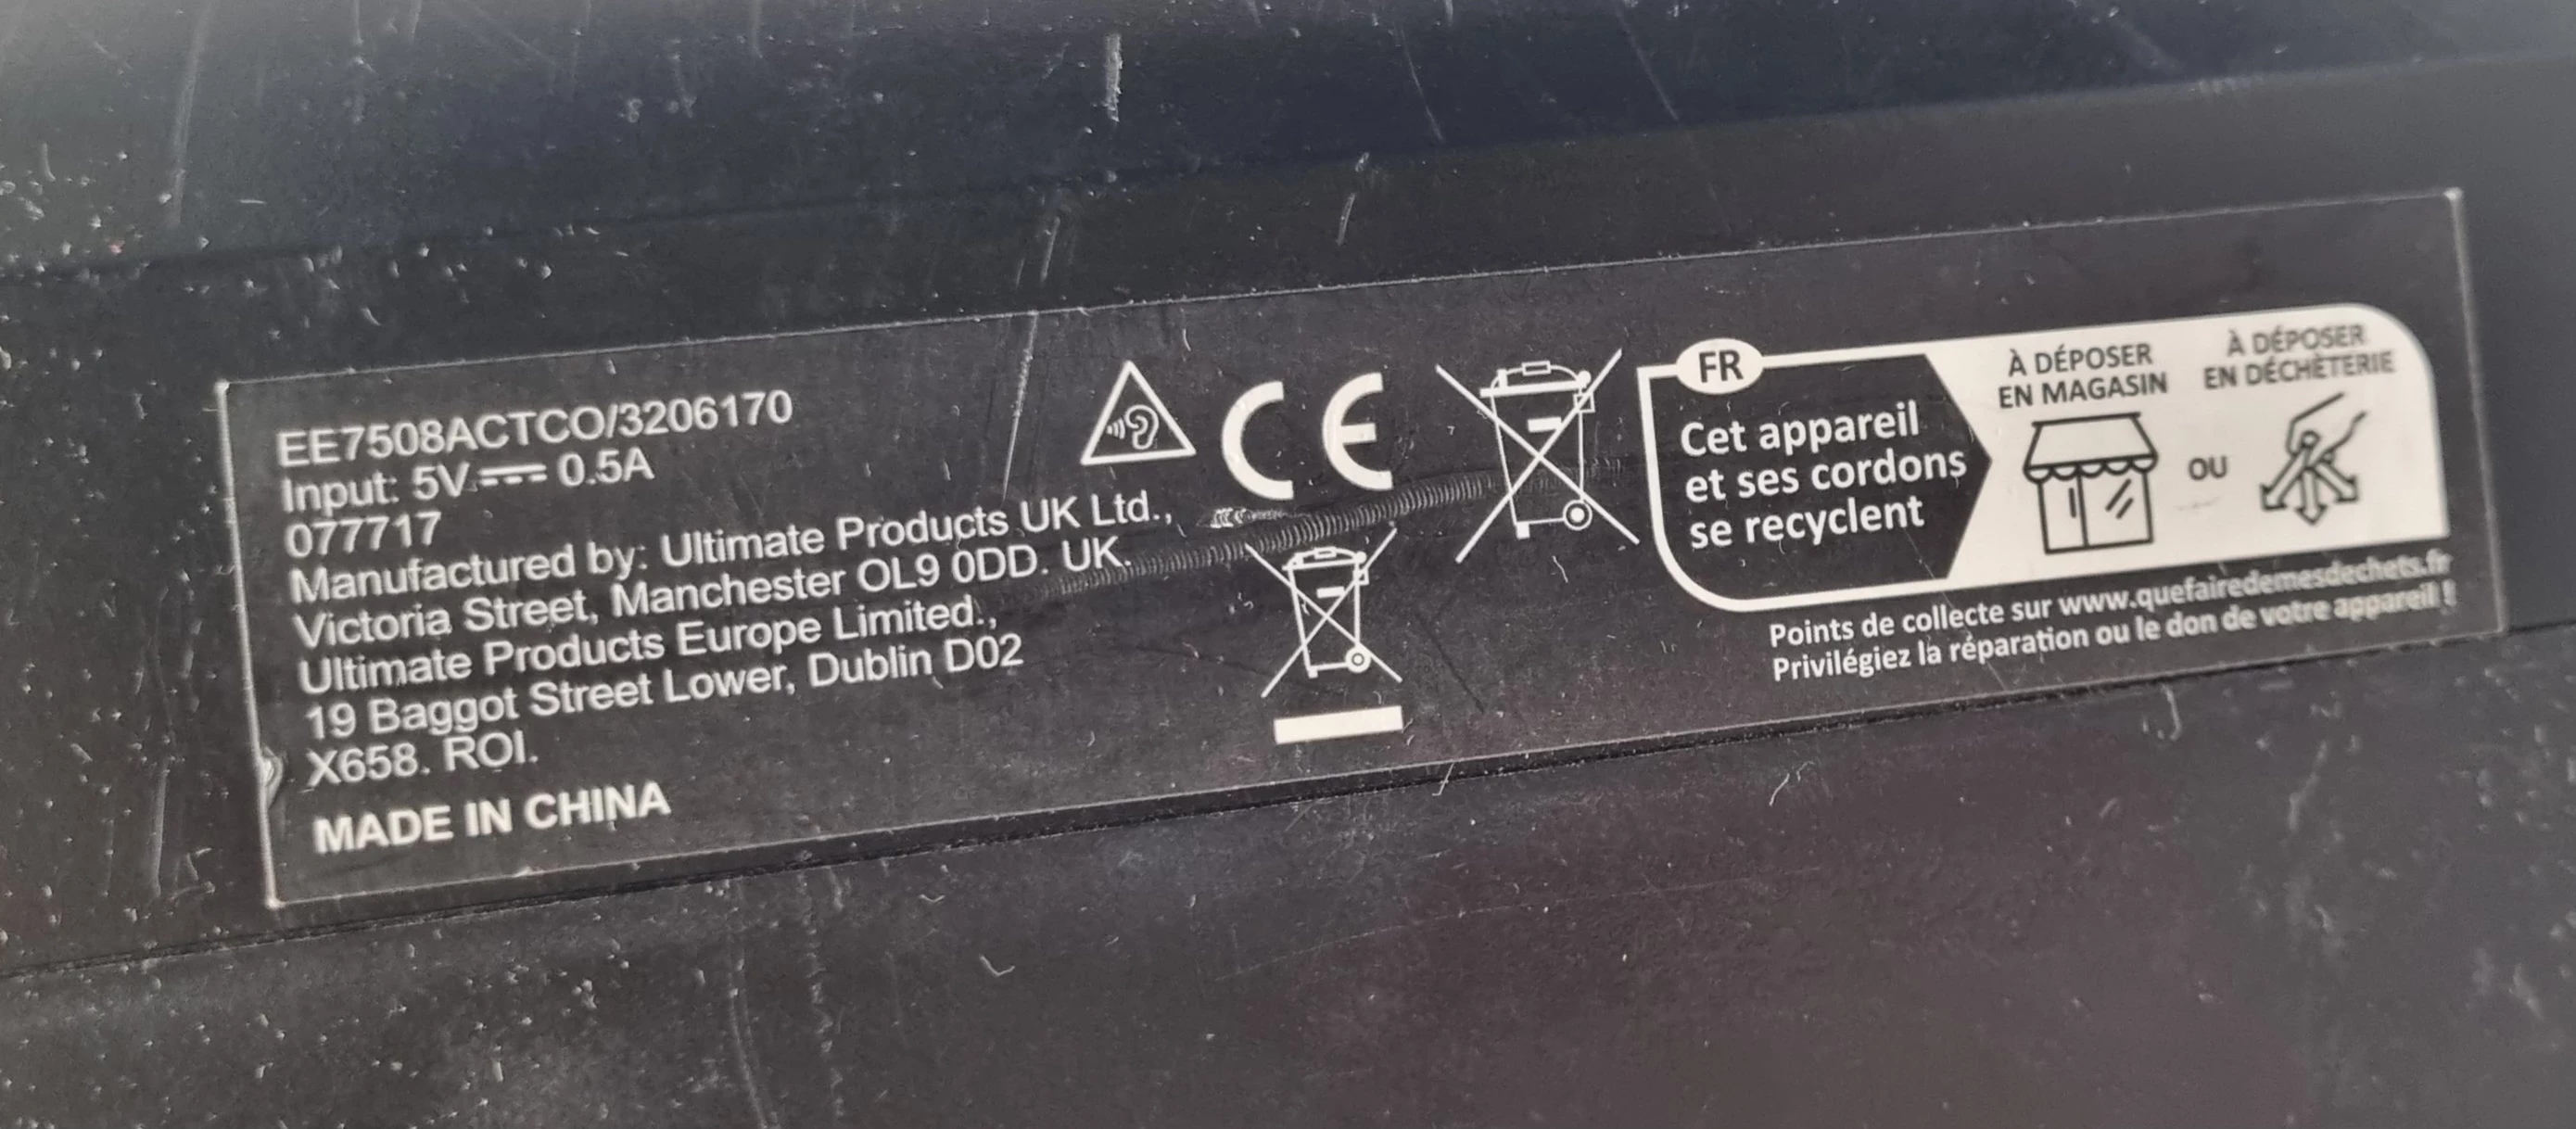 EE7508ACTCO/3206170
Input: 5V⎓0.5A
077717
Manufactured by: Ultimate Products UK Ltd.,
Victoria Street, Manchester OL9 0DD. UK.
Ultimate Products Europe Limited.,
19 Baggot Street Lower, Dublin D02
X658. ROI.
MADE IN CHINA
CE
FR
Cet appareil
et ses cordons
se recyclent
À DÉPOSER
EN MAGASIN
OU
À DÉPOSER
EN DÉCHÈTERIE
Points de collecte sur www.quefairedemesdechets.fr
Privilégiez la réparation ou le don de votre appareil !